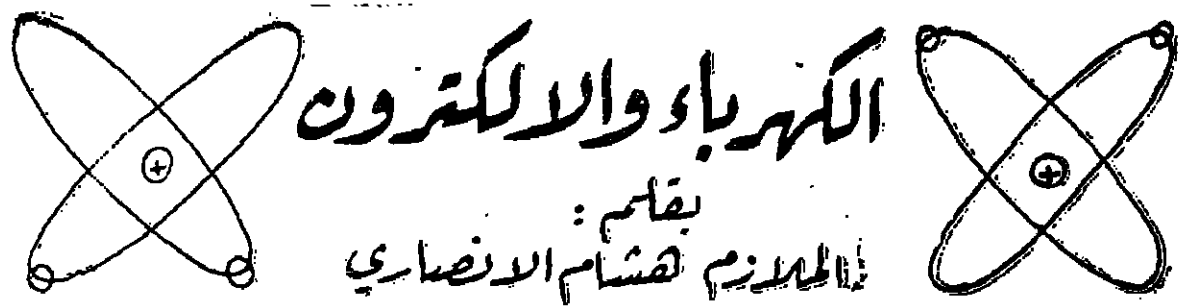 الكهرباء والالكترون
بقلم :
الملازم هشام الانصاري
+
+